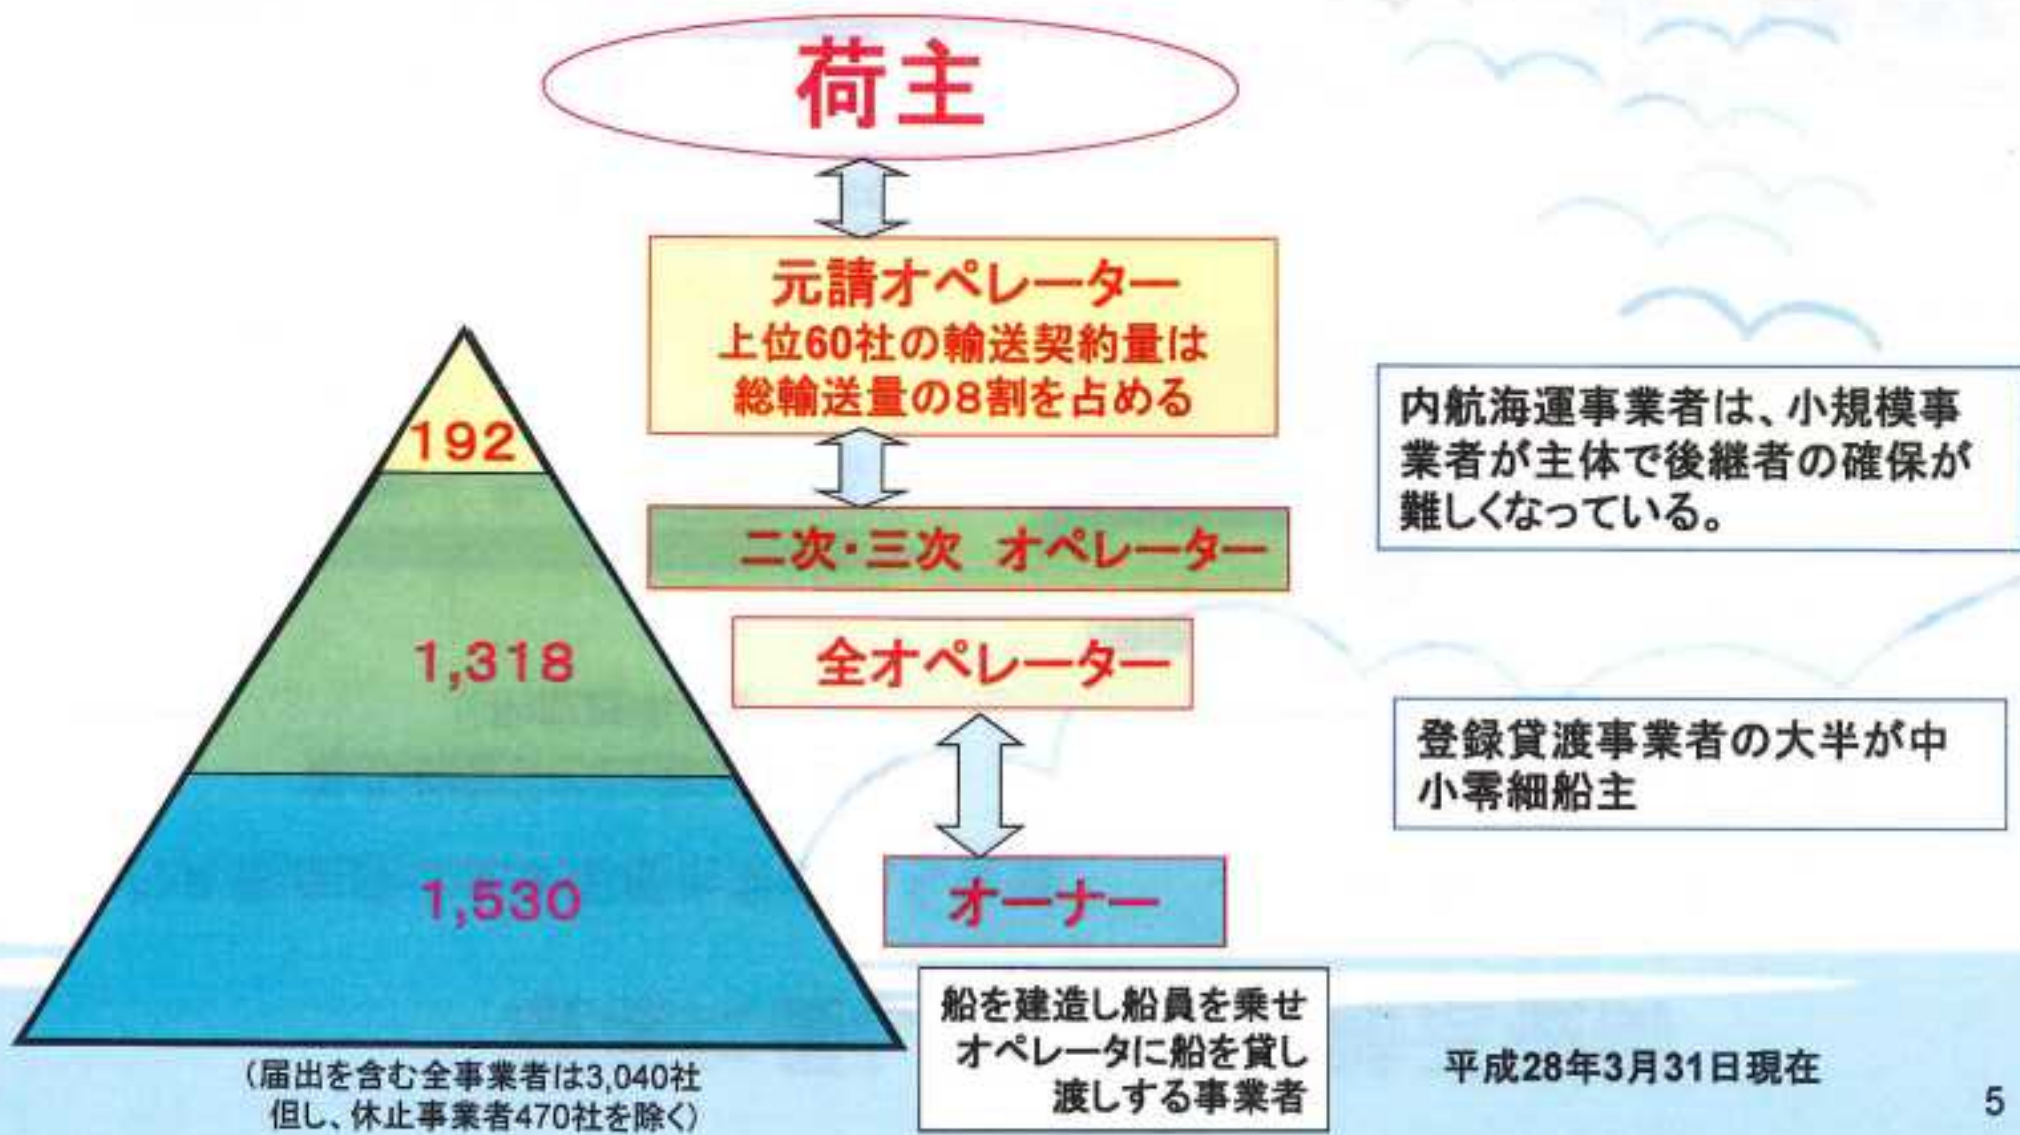 荷主
元請オペレーター
上位60社の輸送契約量は
総輸送量の8割を占める
192
内航海運事業者は、小規模事
業者が主体で後継者の確保が
難しくなっている。
二次・三次 オペレーター
1,318
全オペレーター
登録貸渡事業者の大半が中
小零細船主
1,530
オーナー
船を建造し船員を乗せ
オペレータに船を貸し
渡しする事業者
(届出を含む全事業者は3,040社
但し、休止事業者470社を除く)
平成28年3月31日現在
5